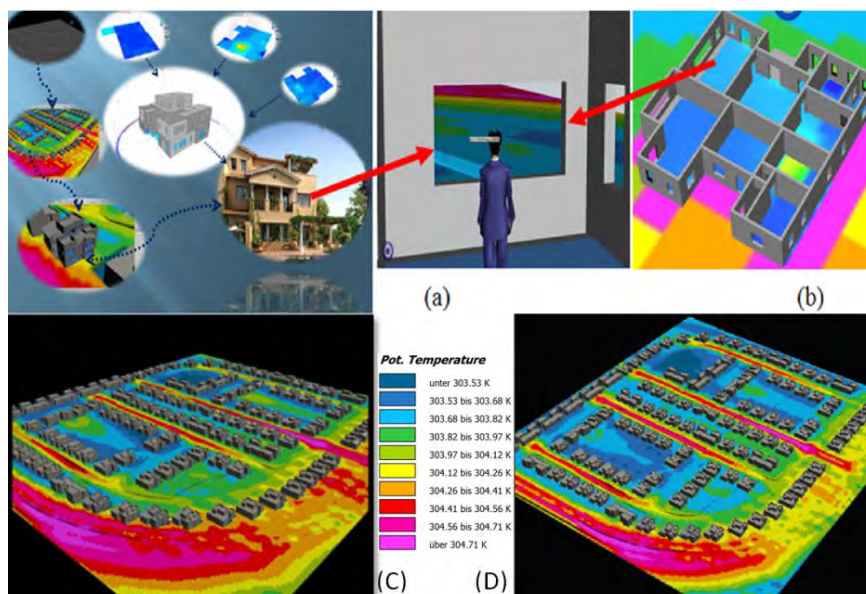 (a)
(b)
Pot. Temperature
unter 303.53 K
303.53 bis 303.68 K
303.68 bis 303.82 K
303.82 bis 303.97 K
303.97 bis 304.12 K
304.12 bis 304.26 K
304.26 bis 304.41 K
304.41 bis 304.56 K
304.56 bis 304.71 K
über 304.71 K
(C)
(D)